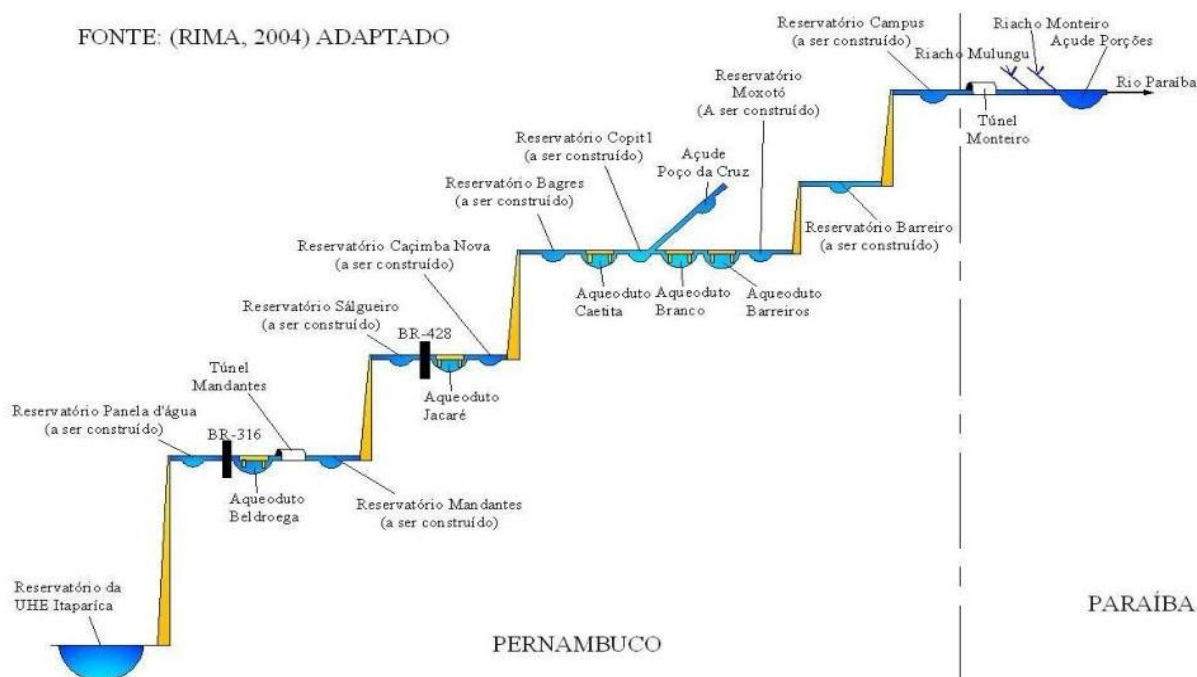 FONTE: (RIMA, 2004) ADAPTADO
Reservatório Campus
(a ser construído)
Riacho Monteiro
Açude Porções
Riacho Mulungu
Rio Paraíba
Túnel
Monteiro
Reservatório
Moxotó
(A ser construído)
Reservatório Copit1
(a ser construído)
Açude
Poço da Cruz
Reservatório Bagres
(a ser construído)
Reservatório Barreiro
(a ser construído)
Reservatório Caçimba Nova
(a ser construído)
Aqueoduto
Caetita
Aqueoduto
Branco
Aqueoduto
Barreiros
Reservatório Sálgueiro
(a ser construído)
BR-428
Túnel
Mandantes
Aqueoduto
Jacaré
Reservatório Panela d'água
(a ser construído)
BR-316
Aqueoduto
Beldroega
Reservatório Mandantes
(a ser construído)
Reservatório da
UHE Itaparíca
PERNAMBUCO
PARAÍBA